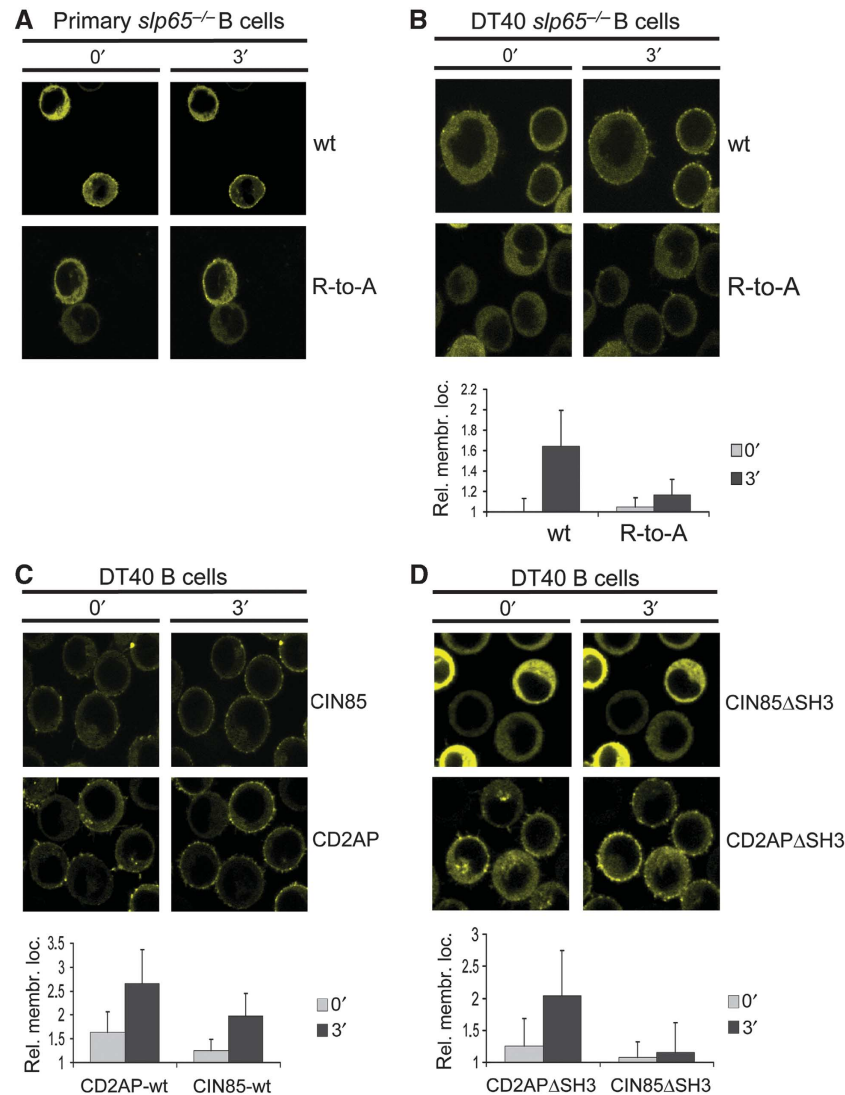 A Primary slp65–/– B cells
0′ 3′
wt
R-to-A
B DT40 slp65–/– B cells
0′ 3′
wt
R-to-A
Rel. membr. loc.
2.2
2
1.8
1.6
1.4
1.2
1
wt R-to-A
0′
3′
C DT40 B cells
0′ 3′
CIN85
CD2AP
Rel. membr. loc.
3.5
3
2.5
2
1.5
1
CD2AP-wt CIN85-wt
0′
3′
D DT40 B cells
0′ 3′
CIN85ΔSH3
CD2APΔSH3
Rel. membr. loc.
3
2.5
2
1.5
1
CD2APΔSH3 CIN85ΔSH3
0′
3′